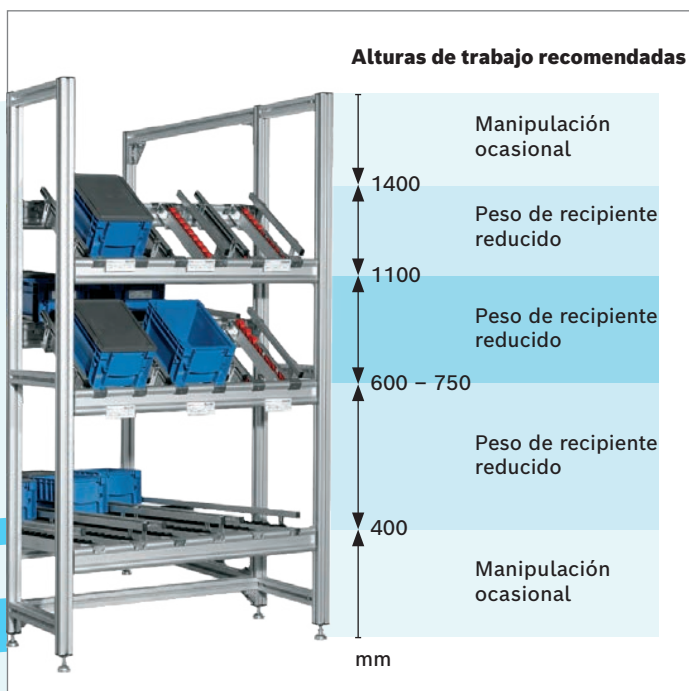 Alturas de trabajo recomendadas
Manipulación
ocasional
1400
Peso de recipiente
reducido
1100
Peso de recipiente
reducido
600 – 750
Peso de recipiente
reducido
400
Manipulación
ocasional
mm